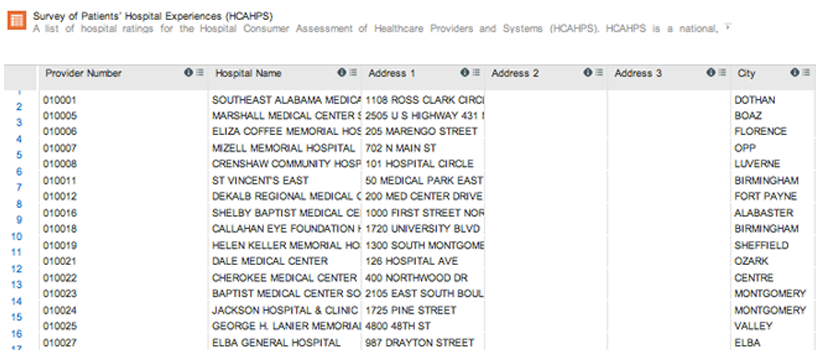 Survey of Patients' Hospital Experiences (HCAHPS)
A list of hospital ratings for the Hospital Consumer Assessment of Healthcare Providers and Systems (HCAHPS). HCAHPS is a national,
Provider Number Hospital Name Address 1 Address 2 Address 3 City
1 010001 SOUTHEAST ALABAMA MEDICA 1108 ROSS CLARK CIRCL DOTHAN
2 010005 MARSHALL MEDICAL CENTER S 2505 U S HIGHWAY 431 N BOAZ
3 010006 ELIZA COFFEE MEMORIAL HOS 205 MARENGO STREET FLORENCE
4 010007 MIZELL MEMORIAL HOSPITAL 702 N MAIN ST OPP
5 010008 CRENSHAW COMMUNITY HOSP 101 HOSPITAL CIRCLE LUVERNE
6 010011 ST VINCENT'S EAST 50 MEDICAL PARK EAST BIRMINGHAM
7 010012 DEKALB REGIONAL MEDICAL C 200 MED CENTER DRIVE FORT PAYNE
8 010016 SHELBY BAPTIST MEDICAL CE 1000 FIRST STREET NOR ALABASTER
9 010018 CALLAHAN EYE FOUNDATION H 1720 UNIVERSITY BLVD BIRMINGHAM
10 010019 HELEN KELLER MEMORIAL HO 1300 SOUTH MONTGOME SHEFFIELD
11 010021 DALE MEDICAL CENTER 126 HOSPITAL AVE OZARK
12 010022 CHEROKEE MEDICAL CENTER 400 NORTHWOOD DR CENTRE
13 010023 BAPTIST MEDICAL CENTER SO 2105 EAST SOUTH BOUL MONTGOMERY
14 010024 JACKSON HOSPITAL & CLINIC 1725 PINE STREET MONTGOMERY
15 010025 GEORGE H. LANIER MEMORIAL 4800 48TH ST VALLEY
16 010027 ELBA GENERAL HOSPITAL 987 DRAYTON STREET ELBA
17